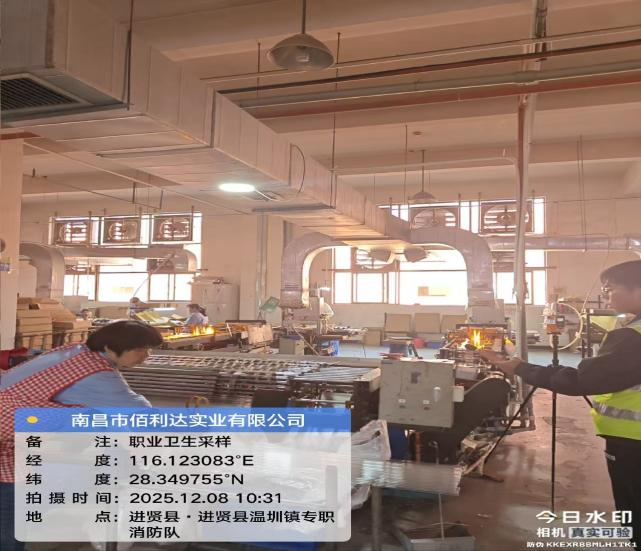 南昌市佰利达实业有限公司
备 注：职业卫生采样
经 度：116.123083°E
纬 度：28.349755°N
拍摄时间：2025.12.08 10:31
地 点：进贤县·进贤县温圳镇专职
消防队
今日水印
相机 真实可验
防伪 KKEXRBBMLH1TK1